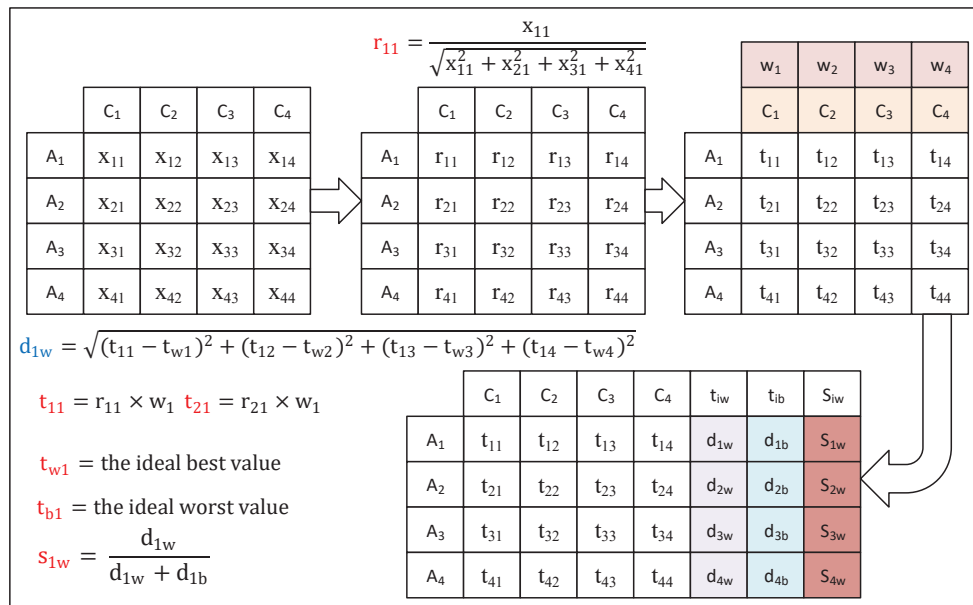 r₁₁ = x₁₁ / √(x₁₁² + x₂₁² + x₃₁² + x₄₁²)
C₁ C₂ C₃ C₄
A₁ x₁₁ x₁₂ x₁₃ x₁₄
A₂ x₂₁ x₂₂ x₂₃ x₂₄
A₃ x₃₁ x₃₂ x₃₃ x₃₄
A₄ x₄₁ x₄₂ x₄₃ x₄₄
C₁ C₂ C₃ C₄
A₁ r₁₁ r₁₂ r₁₃ r₁₄
A₂ r₂₁ r₂₂ r₂₃ r₂₄
A₃ r₃₁ r₃₂ r₃₃ r₃₄
A₄ r₄₁ r₄₂ r₄₃ r₄₄
w₁ w₂ w₃ w₄
C₁ C₂ C₃ C₄
A₁ t₁₁ t₁₂ t₁₃ t₁₄
A₂ t₂₁ t₂₂ t₂₃ t₂₄
A₃ t₃₁ t₃₂ t₃₃ t₃₄
A₄ t₄₁ t₄₂ t₄₃ t₄₄
d₁w = √((t₁₁ − tw₁)² + (t₁₂ − tw₂)² + (t₁₃ − tw₃)² + (t₁₄ − tw₄)²)
t₁₁ = r₁₁ × w₁ t₂₁ = r₂₁ × w₁
tw₁ = the ideal best value
tb₁ = the ideal worst value
s₁w = d₁w / (d₁w + d₁b)
C₁ C₂ C₃ C₄ tiw tib Siw
A₁ t₁₁ t₁₂ t₁₃ t₁₄ d₁w d₁b S₁w
A₂ t₂₁ t₂₂ t₂₃ t₂₄ d₂w d₂b S₂w
A₃ t₃₁ t₃₂ t₃₃ t₃₄ d₃w d₃b S₃w
A₄ t₄₁ t₄₂ t₄₃ t₄₄ d₄w d₄b S₄w